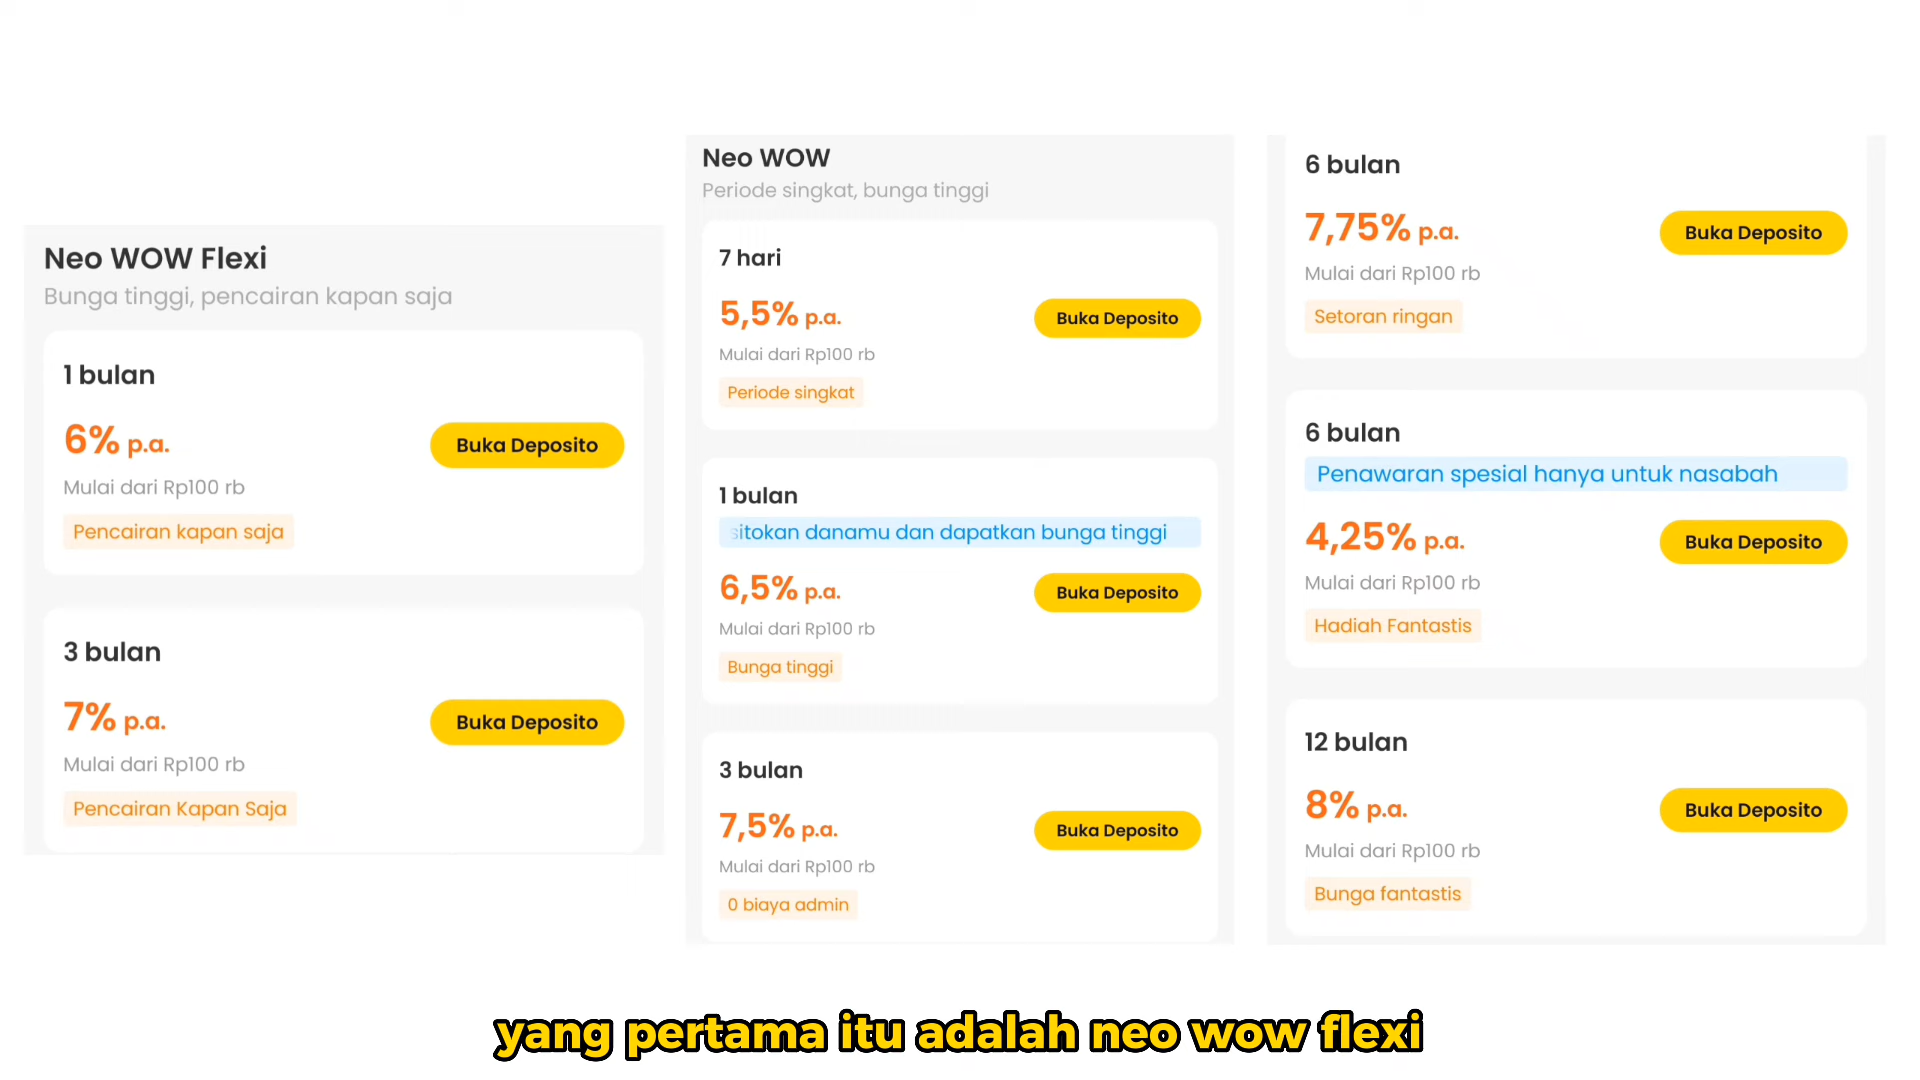 Neo WOW Flexi
Bunga tinggi, pencairan kapan saja
1 bulan
6% p.a.
Buka Deposito
Mulai dari Rp100 rb
Pencairan kapan saja
3 bulan
7% p.a.
Buka Deposito
Mulai dari Rp100 rb
Pencairan Kapan Saja
Neo WOW
Periode singkat, bunga tinggi
7 hari
5,5% p.a.
Buka Deposito
Mulai dari Rp100 rb
Periode singkat
1 bulan
sitokan danamu dan dapatkan bunga tinggi
6,5% p.a.
Buka Deposito
Mulai dari Rp100 rb
Bunga tinggi
3 bulan
7,5% p.a.
Buka Deposito
Mulai dari Rp100 rb
0 biaya admin
6 bulan
7,75% p.a.
Buka Deposito
Mulai dari Rp100 rb
Setoran ringan
6 bulan
Penawaran spesial hanya untuk nasabah
4,25% p.a.
Buka Deposito
Mulai dari Rp100 rb
Hadiah Fantastis
12 bulan
8% p.a.
Buka Deposito
Mulai dari Rp100 rb
Bunga fantastis
yang pertama itu adalah neo wow flexi